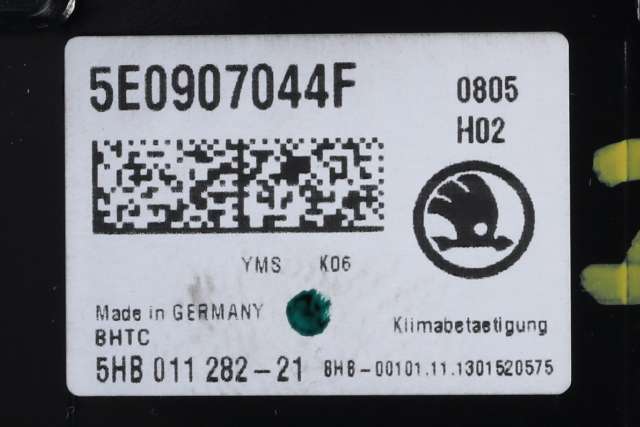 5E0907044F
0805
H02
YMS K06
Made in GERMANY
BHTC
Klimabetaetigung
5HB 011 282-21
8HB-00101.11.1301520575